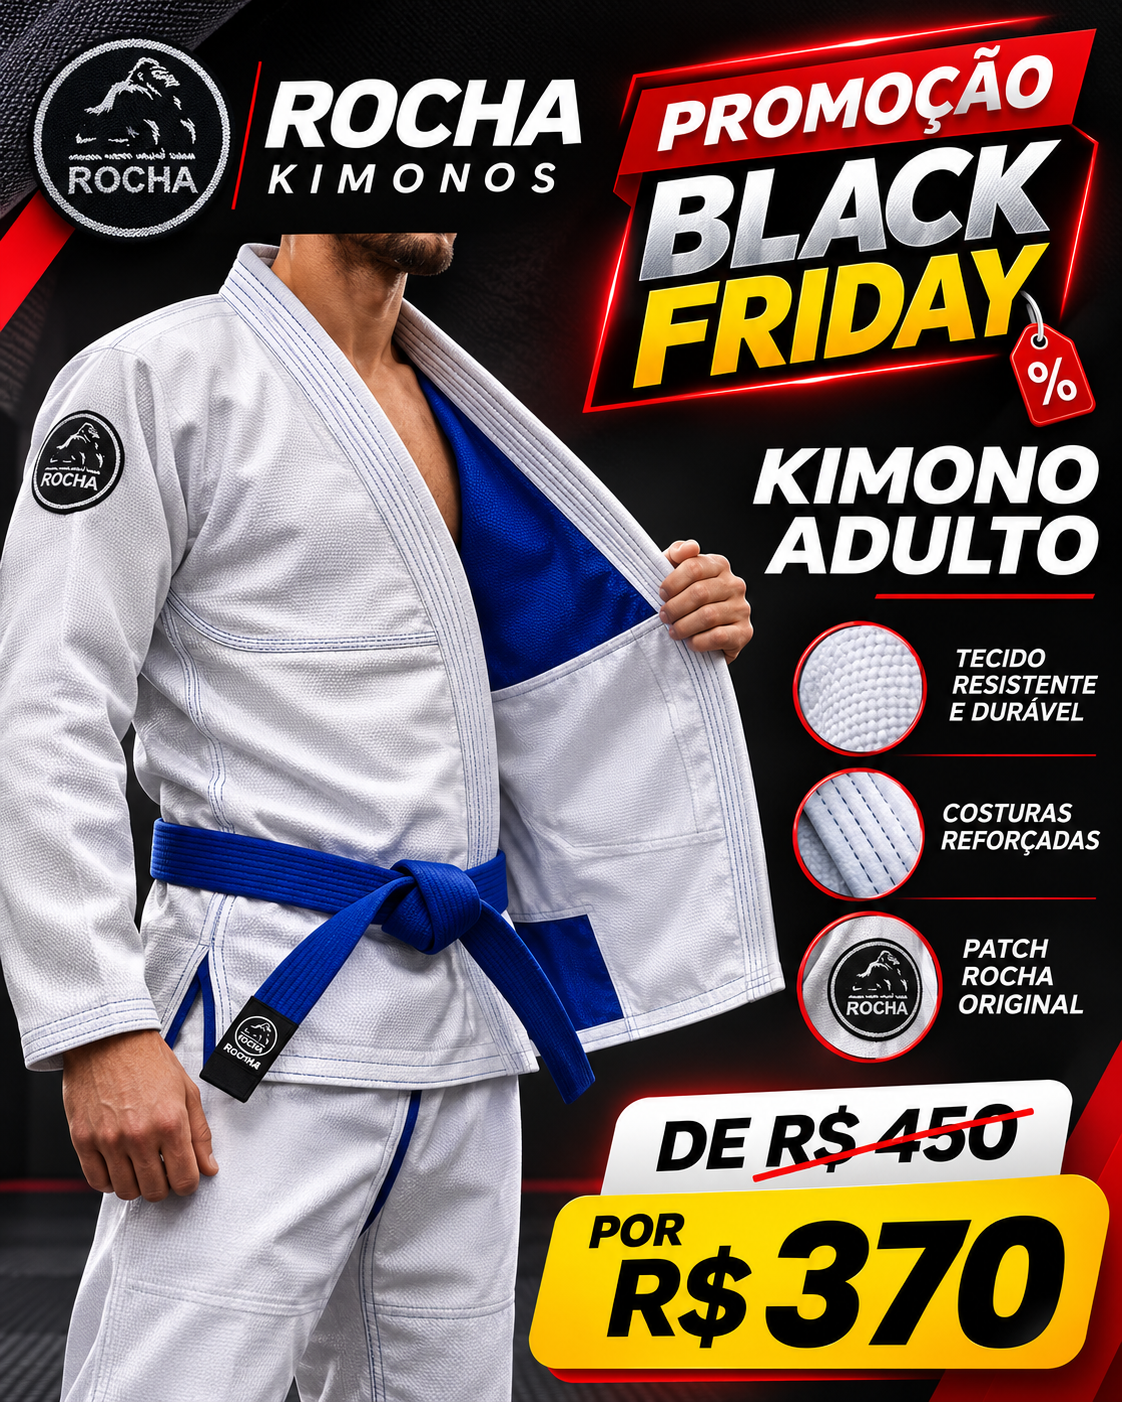 ROCHA
ROCHA
KIMONOS
PROMOÇÃO
BLACK
FRIDAY
%
ROCHA
KIMONO
ADULTO
TECIDO
RESISTENTE
E DURÁVEL
COSTURAS
REFORÇADAS
PATCH
ROCHA
ORIGINAL
ROCHA
ROCHA
ROCHA
DE R$ 450
POR
R$ 370